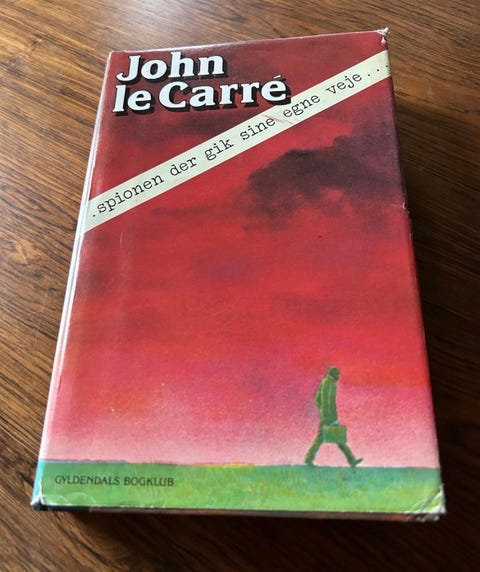 John
le Carré
.spionen der gik sine egne veje...
GYLDENDALS BOGKLUB